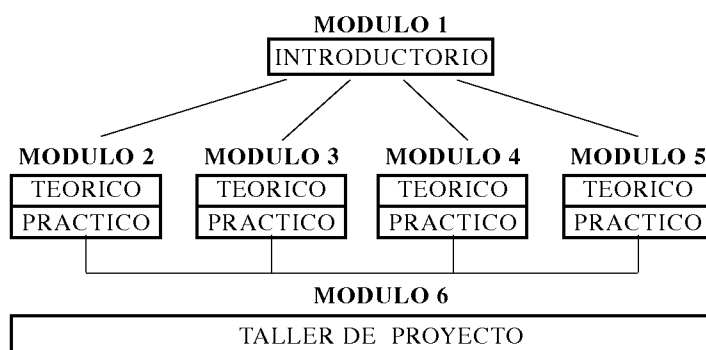 MODULO 1
INTRODUCTORIO
MODULO 2 MODULO 3 MODULO 4 MODULO 5
TEORICO TEORICO TEORICO TEORICO
PRACTICO PRACTICO PRACTICO PRACTICO
MODULO 6
TALLER DE PROYECTO